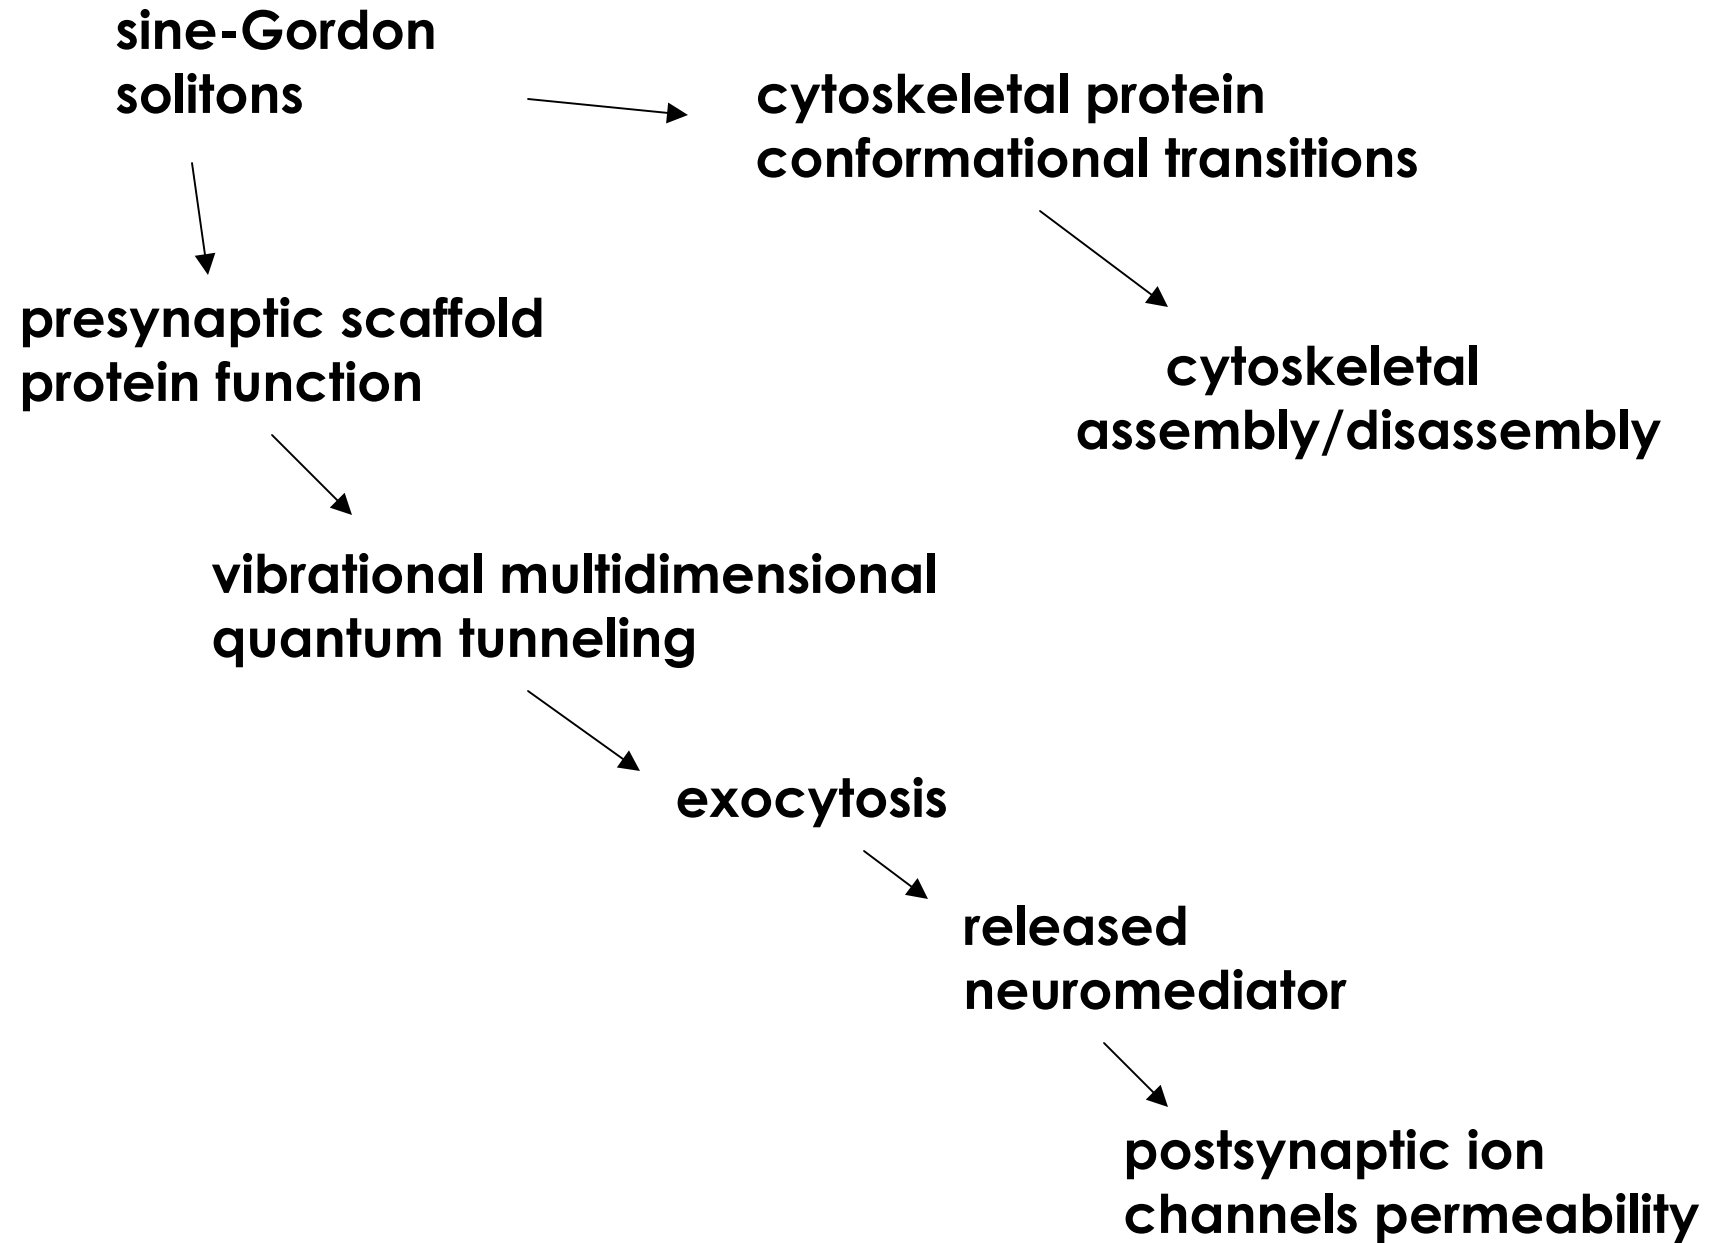 sine-Gordon
solitons
cytoskeletal protein
conformational transitions
presynaptic scaffold
protein function
cytoskeletal
assembly/disassembly
vibrational multidimensional
quantum tunneling
exocytosis
released
neuromediator
postsynaptic ion
channels permeability